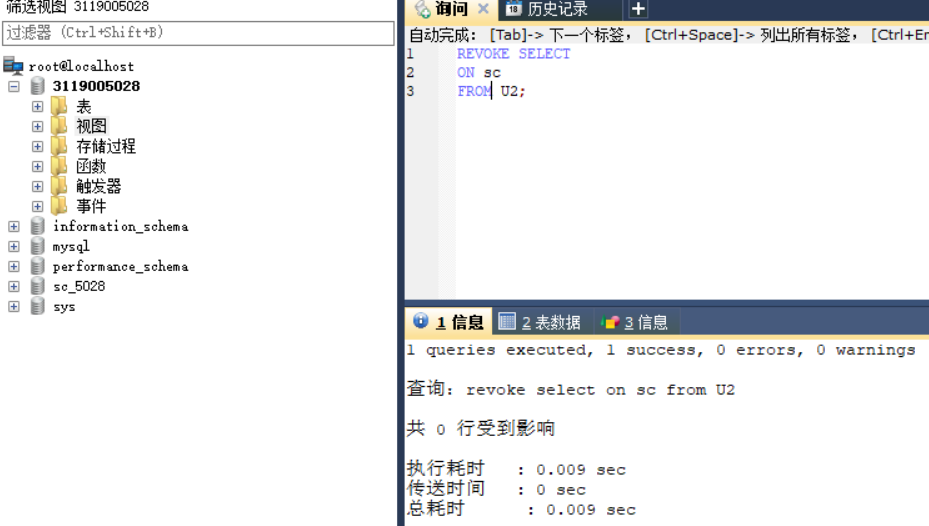 筛选视图 3119005028
过滤器 (Ctrl+Shift+B)
root@localhost
3119005028
表
视图
存储过程
函数
触发器
事件
information_schema
mysql
performance_schema
sc_5028
sys
询问
18 历史记录
自动完成: [Tab]-> 下一个标签, [Ctrl+Space]-> 列出所有标签, [Ctrl+En
1 REVOKE SELECT
2 ON sc
3 FROM U2;
1 信息
2 表数据
3 信息
1 queries executed, 1 success, 0 errors, 0 warnings
查询: revoke select on sc from U2
共 0 行受到影响
执行耗时 : 0.009 sec
传送时间 : 0 sec
总耗时 : 0.009 sec